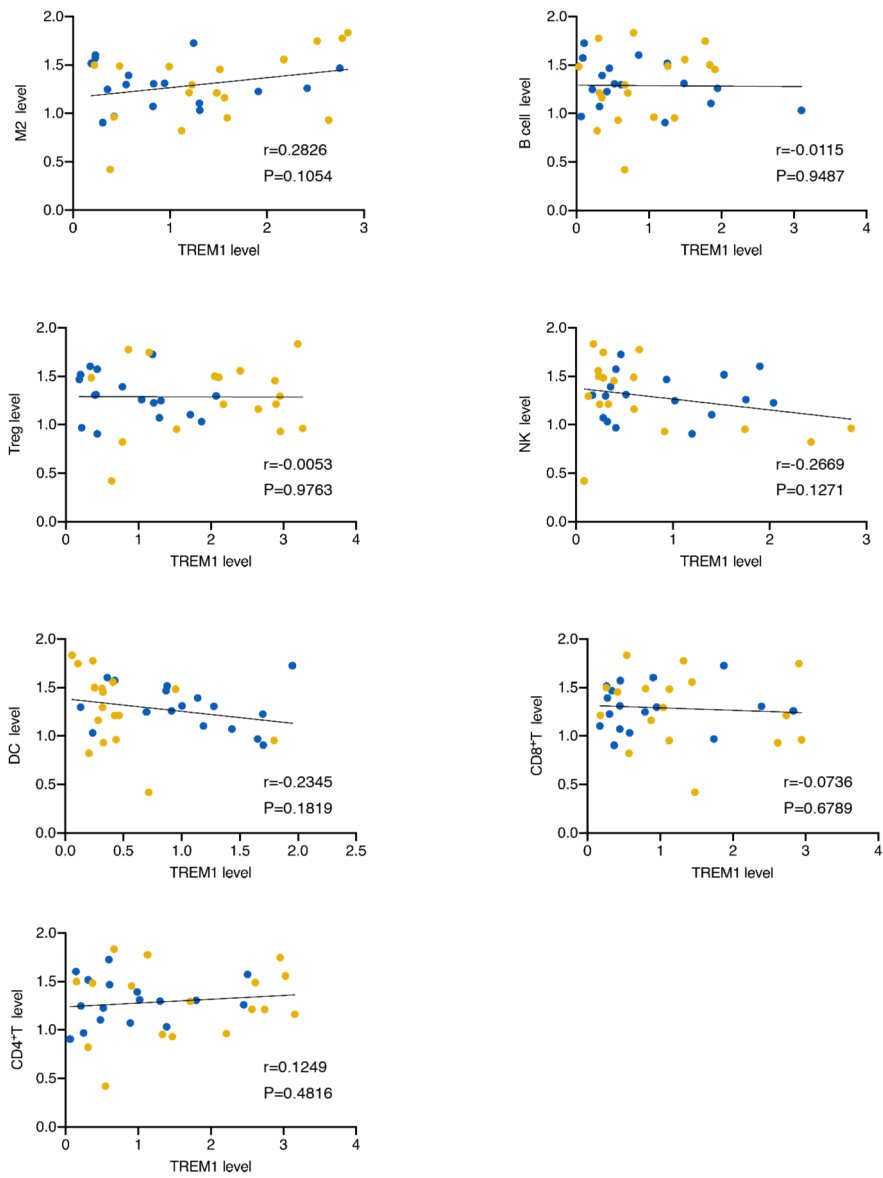 2.0
1.5
1.0
0.5
0.0
M2 level
r=0.2826
P=0.1054
0 1 2 3
TREM1 level
2.0
1.5
1.0
0.5
0.0
B cell level
r=-0.0115
P=0.9487
0 1 2 3 4
TREM1 level
2.0
1.5
1.0
0.5
0.0
Treg level
r=-0.0053
P=0.9763
0 1 2 3 4
TREM1 level
2.0
1.5
1.0
0.5
0.0
NK level
r=-0.2669
P=0.1271
0 1 2 3
TREM1 level
2.0
1.5
1.0
0.5
0.0
DC level
r=-0.2345
P=0.1819
0.0 0.5 1.0 1.5 2.0 2.5
TREM1 level
2.0
1.5
1.0
0.5
0.0
CD8⁺T level
r=-0.0736
P=0.6789
0 1 2 3 4
TREM1 level
2.0
1.5
1.0
0.5
0.0
CD4⁺T level
r=0.1249
P=0.4816
0 1 2 3 4
TREM1 level